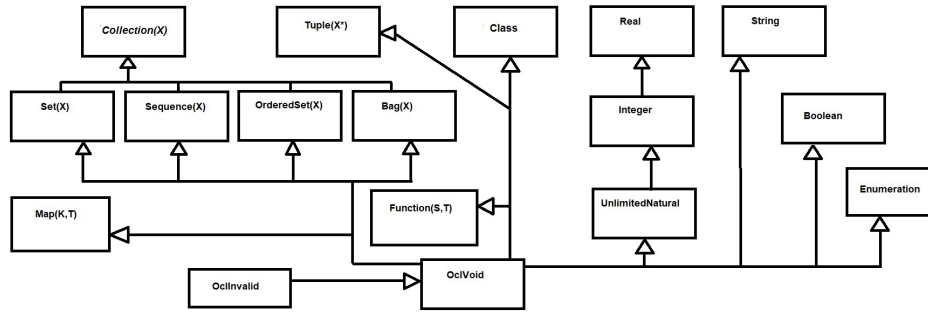 Collection(X)
Tuple(X*)
Class
Real
String
Set(X)
Sequence(X)
OrderedSet(X)
Bag(X)
Integer
Boolean
Map(K,T)
Function(S,T)
UnlimitedNatural
Enumeration
OclInvalid
OclVoid